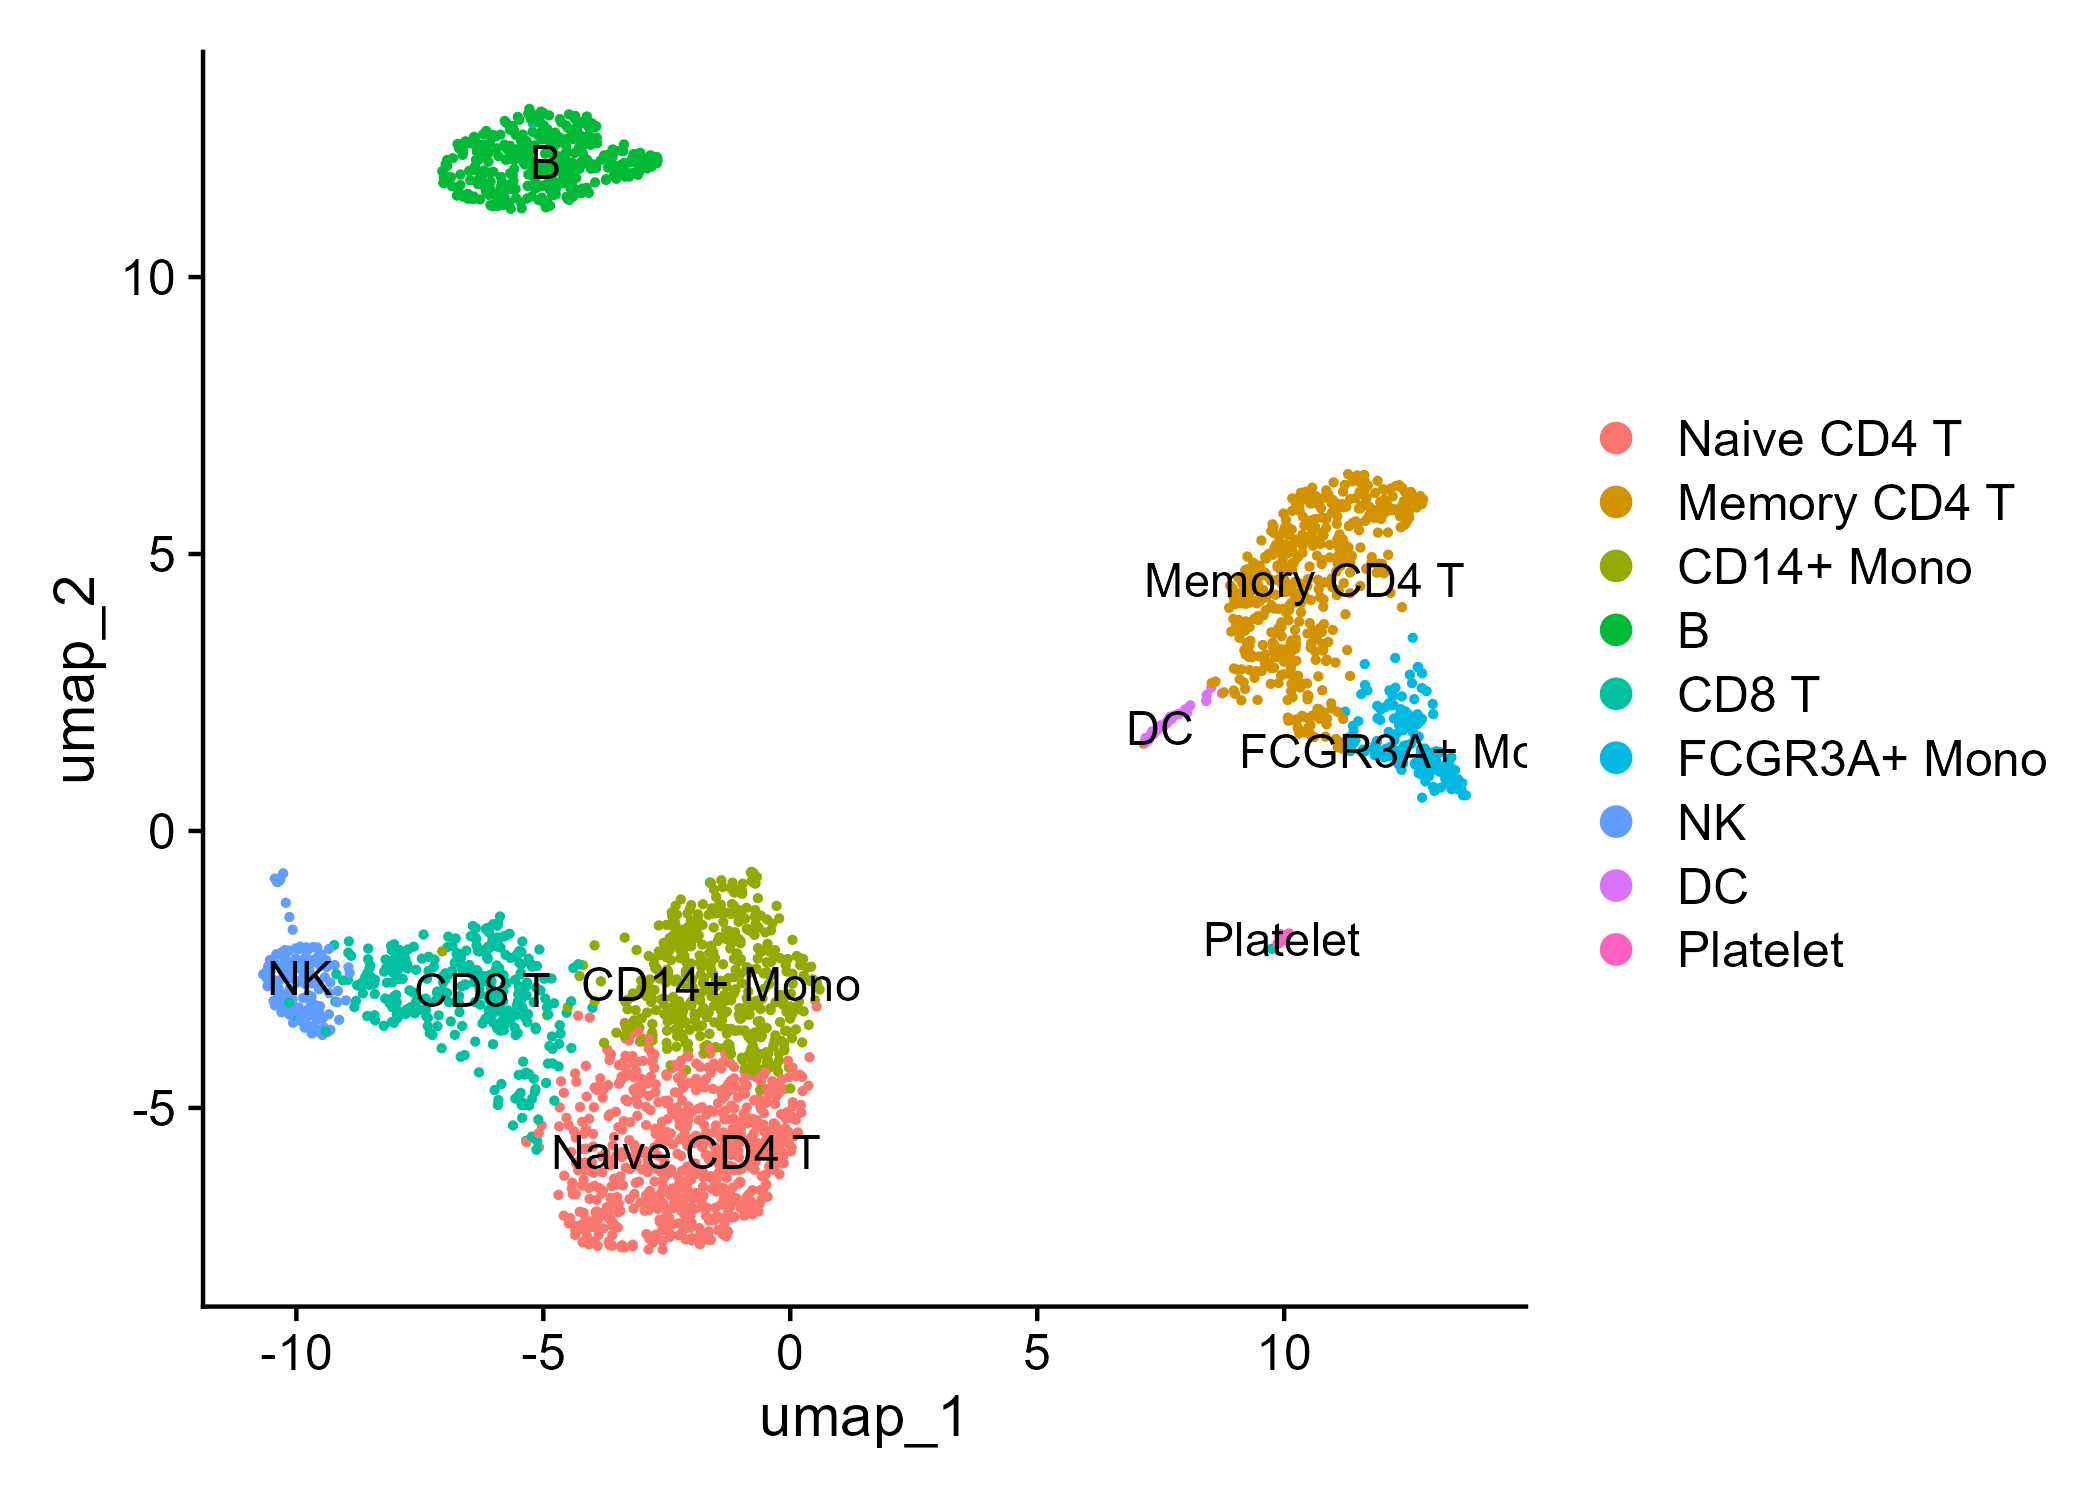 umap_2
10
5
0
-5
B
Memory CD4 T
DC
FCGR3A+ Mo
Platelet
NK
CD8 T
CD14+ Mono
Naive CD4 T
-10
-5
0
5
10
umap_1
Naive CD4 T
Memory CD4 T
CD14+ Mono
B
CD8 T
FCGR3A+ Mono
NK
DC
Platelet